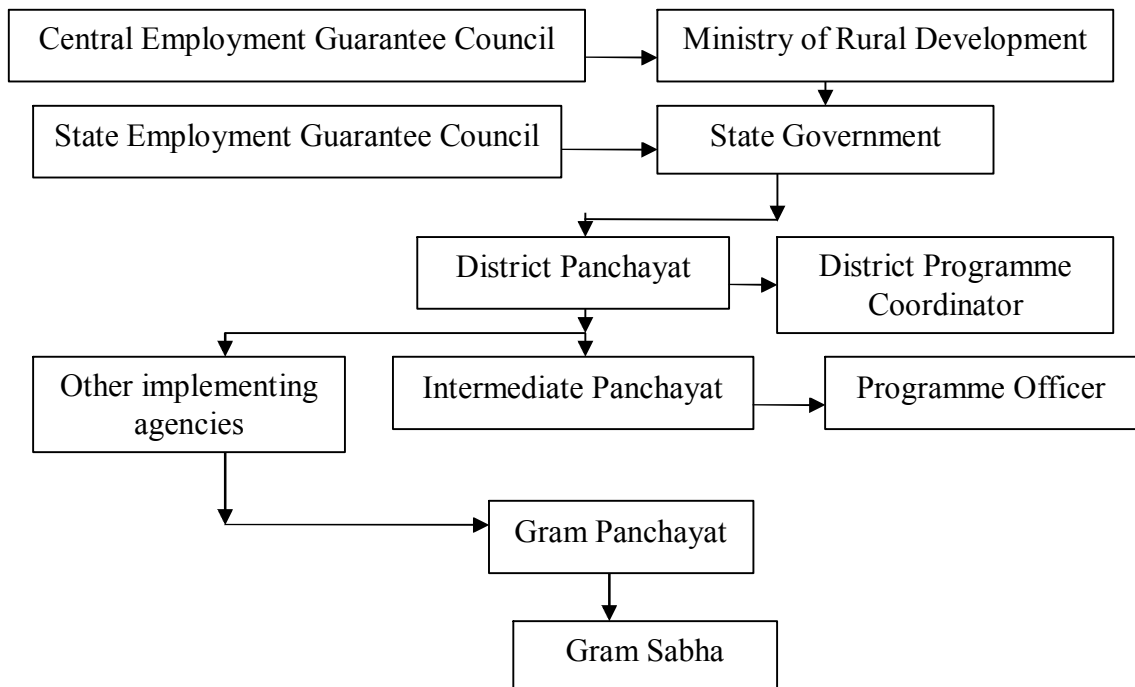 Central Employment Guarantee Council
Ministry of Rural Development
State Employment Guarantee Council
State Government
District Panchayat
District Programme
Coordinator
Other implementing
agencies
Intermediate Panchayat
Programme Officer
Gram Panchayat
Gram Sabha